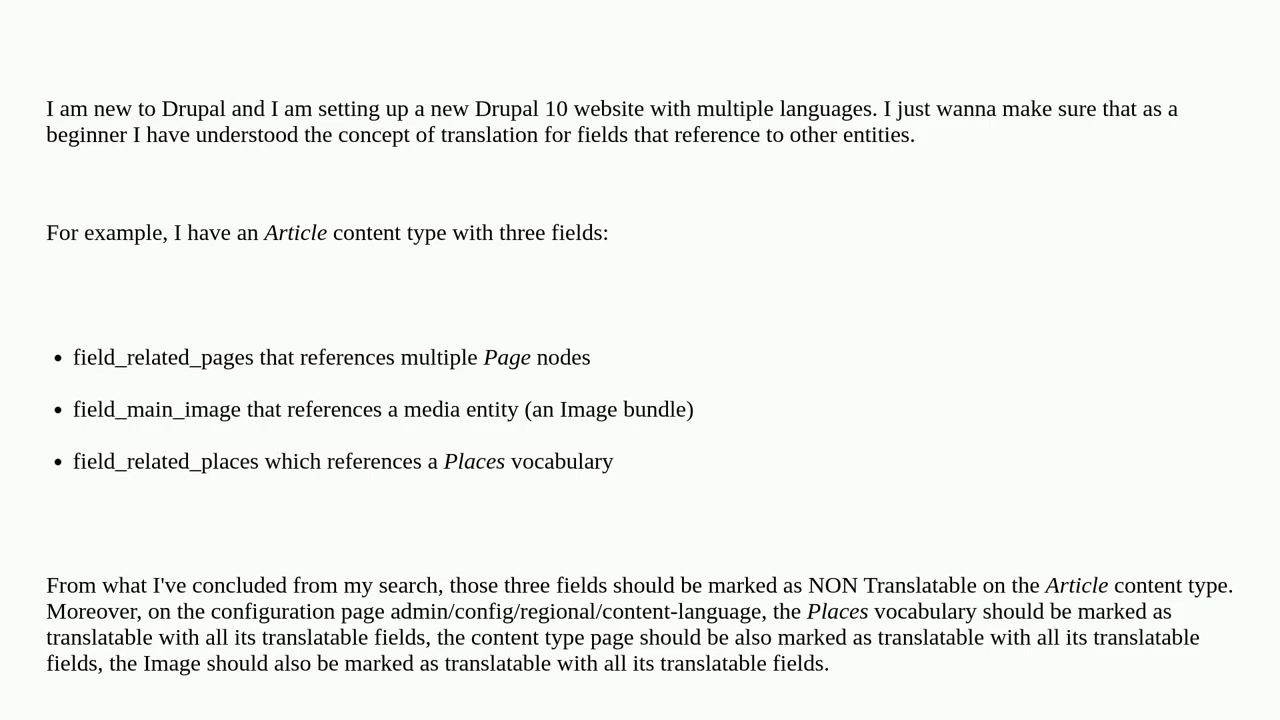 I am new to Drupal and I am setting up a new Drupal 10 website with multiple languages. I just wanna make sure that as a
beginner I have understood the concept of translation for fields that reference to other entities.
For example, I have an Article content type with three fields:
• field_related_pages that references multiple Page nodes
• field_main_image that references a media entity (an Image bundle)
• field_related_places which references a Places vocabulary
From what I've concluded from my search, those three fields should be marked as NON Translatable on the Article content type.
Moreover, on the configuration page admin/config/regional/content-language, the Places vocabulary should be marked as
translatable with all its translatable fields, the content type page should be also marked as translatable with all its translatable
fields, the Image should also be marked as translatable with all its translatable fields.